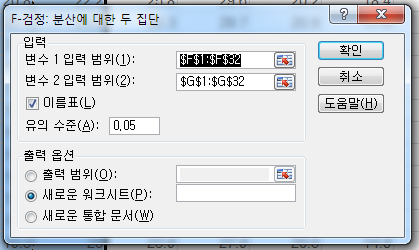 F-검정: 분산에 대한 두 집단
입력
변수 1 입력 범위(1): $F$1:$F$32
변수 2 입력 범위(2): $G$1:$G$32
이름표(L)
유의 수준(A): 0.05
출력 옵션
출력 범위(O):
새로운 워크시트(P):
새로운 통합 문서(W)
확인
취소
도움말(H)